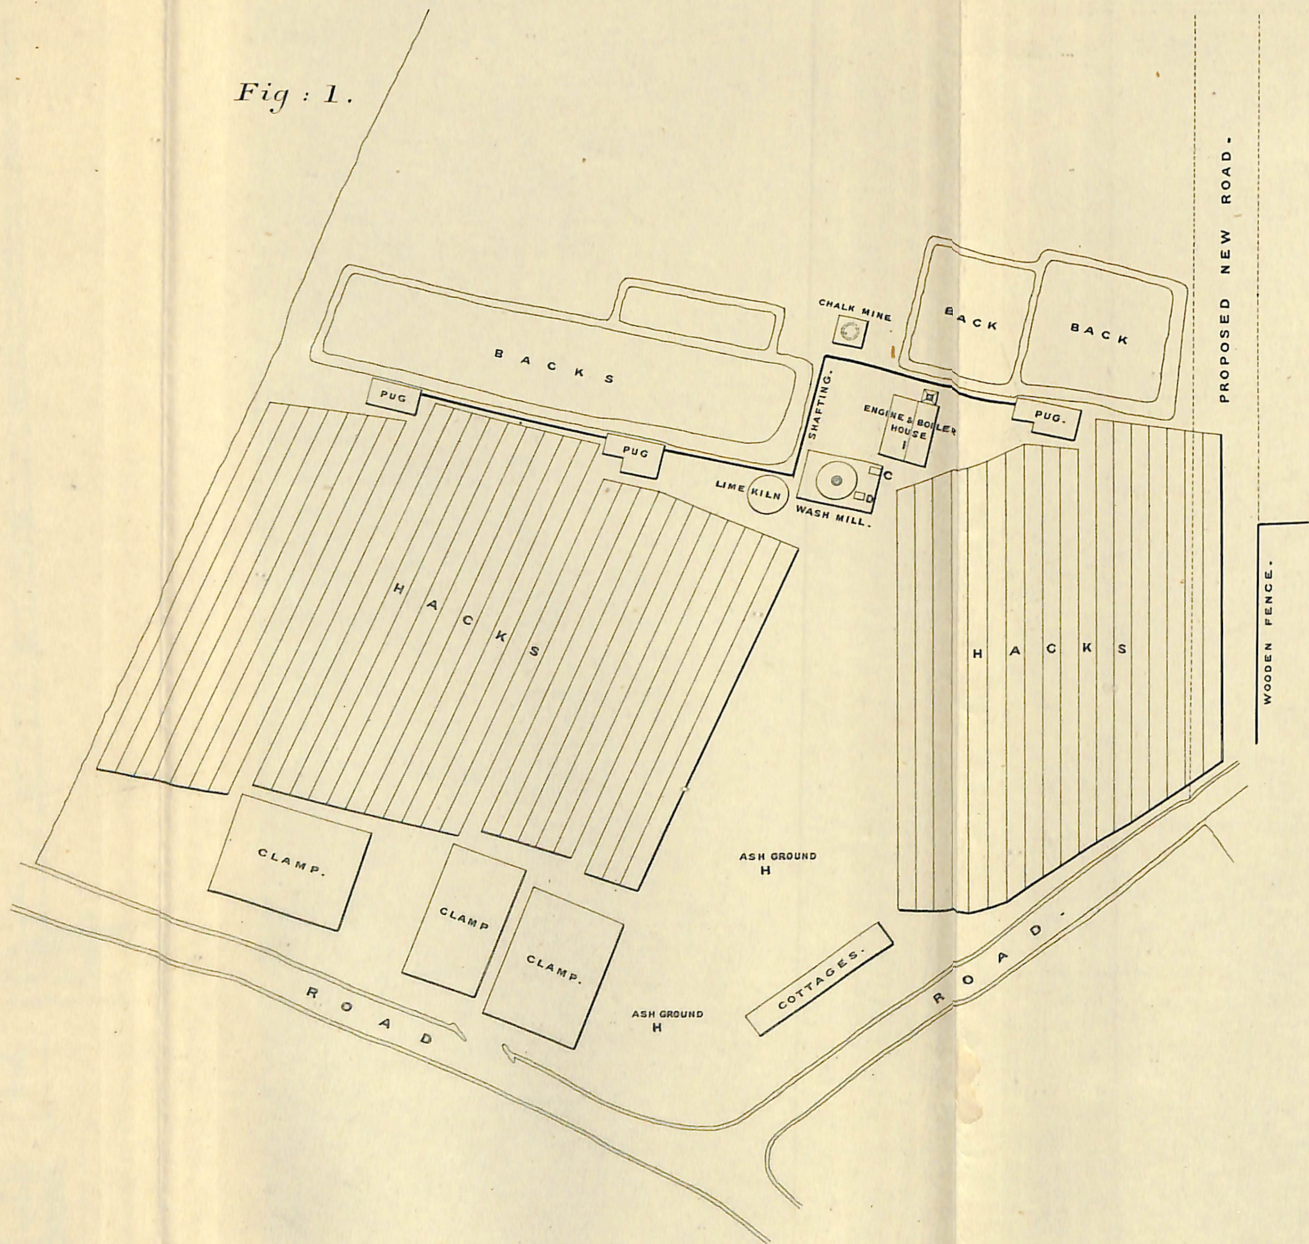 Fig: 1.
PROPOSED NEW ROAD.
CHALK MINE
BACK
BACK
BACKS
SHAFTING.
PUG
ENGINE & BOILER
HOUSE
I
PUG.
PUG
C
LIME KILN
D
WASH MILL.
HACKS
HACKS
WOODEN FENCE.
CLAMP.
ASH GROUND
H
CLAMP
CLAMP.
ROAD.
COTTAGES.
ROAD
ASH GROUND
H